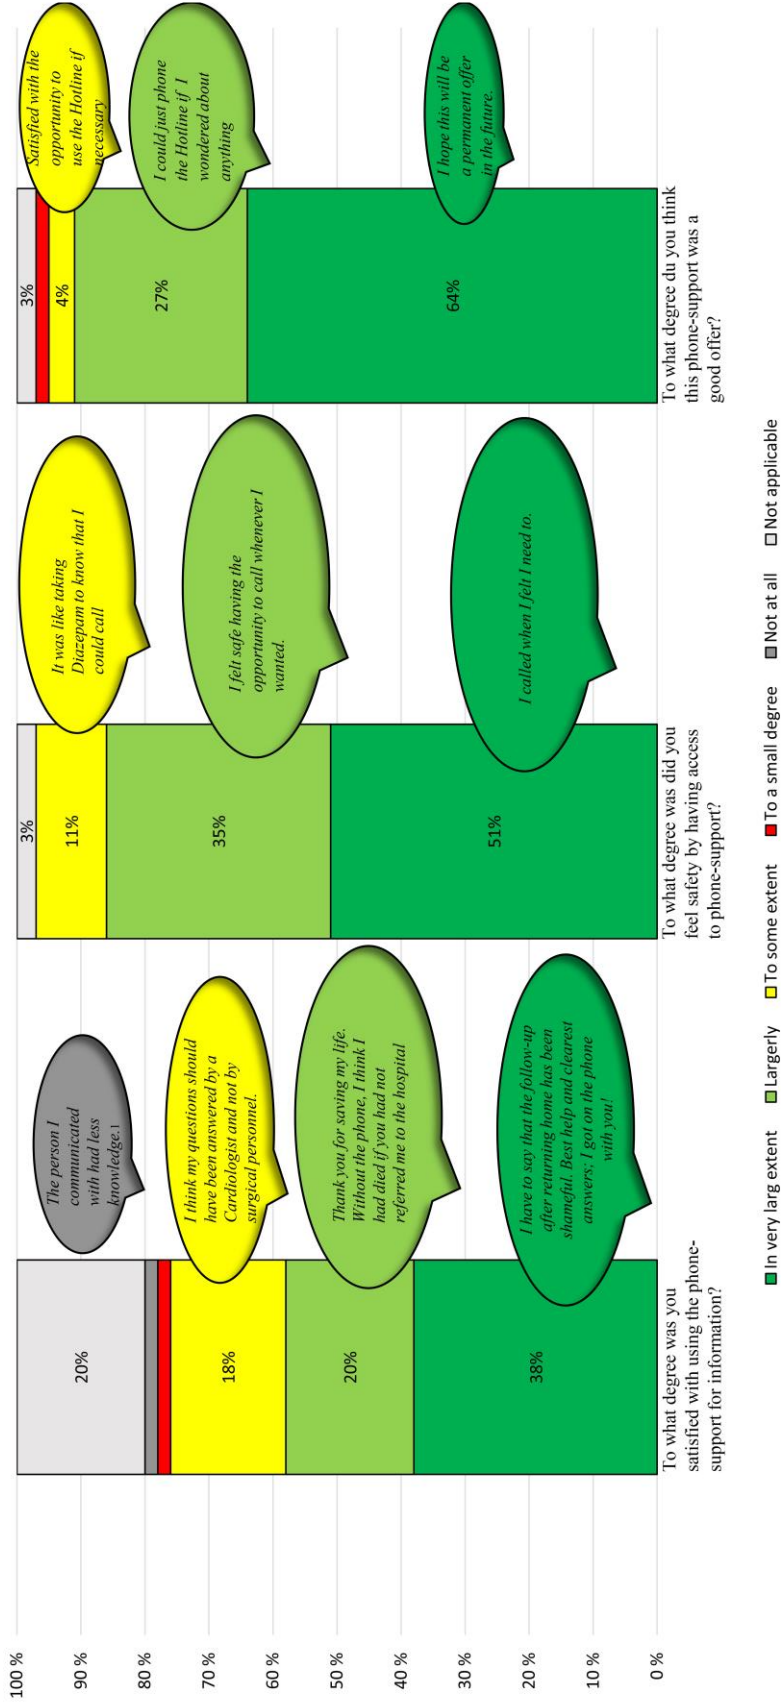 100 %
90 %
80 %
70 %
60 %
50 %
40 %
30 %
20 %
10 %
0 %
20%
18%
20%
38%
The person I
communicated
with had less
knowledge.
I think my questions should
have been answered by a
Cardiologist and not by
surgical personnel.
Thank you for saving my life.
Without the phone, I think I
had died if you had not
referred me to the hospital
I have to say that the follow-up
after returning home has been
shameful. Best help and clearest
answers; I got on the phone
with you!
To what degree was you
satisfied with using the phone-
support for information?
3%
11%
35%
51%
It was like taking
Diazepam to know that I
could call
I felt safe having the
opportunity to call whenever I
wanted.
I called when I felt I need to.
To what degree was did you
feel safety by having access
to phone-support?
3%
4%
27%
64%
Satisfied with the
opportunity to
use the Hotline if
necessary
I could just phone
the Hotline if I
wondered about
anything
I hope this will be
a permanent offer
in the future.
To what degree du you think
this phone-support was a
good offer?
In very larg extent
Largerly
To some extent
To a small degree
Not at all
Not applicable